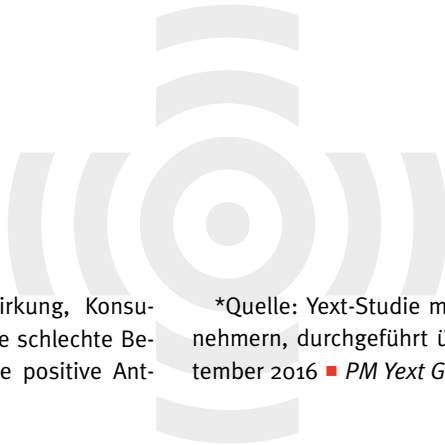 irkung, Konsu-
e schlechte Be-
e positive Ant-
*Quelle: Yext-Studie m
nehmern, durchgeführt ü
tember 2016 ■ PM Yext G